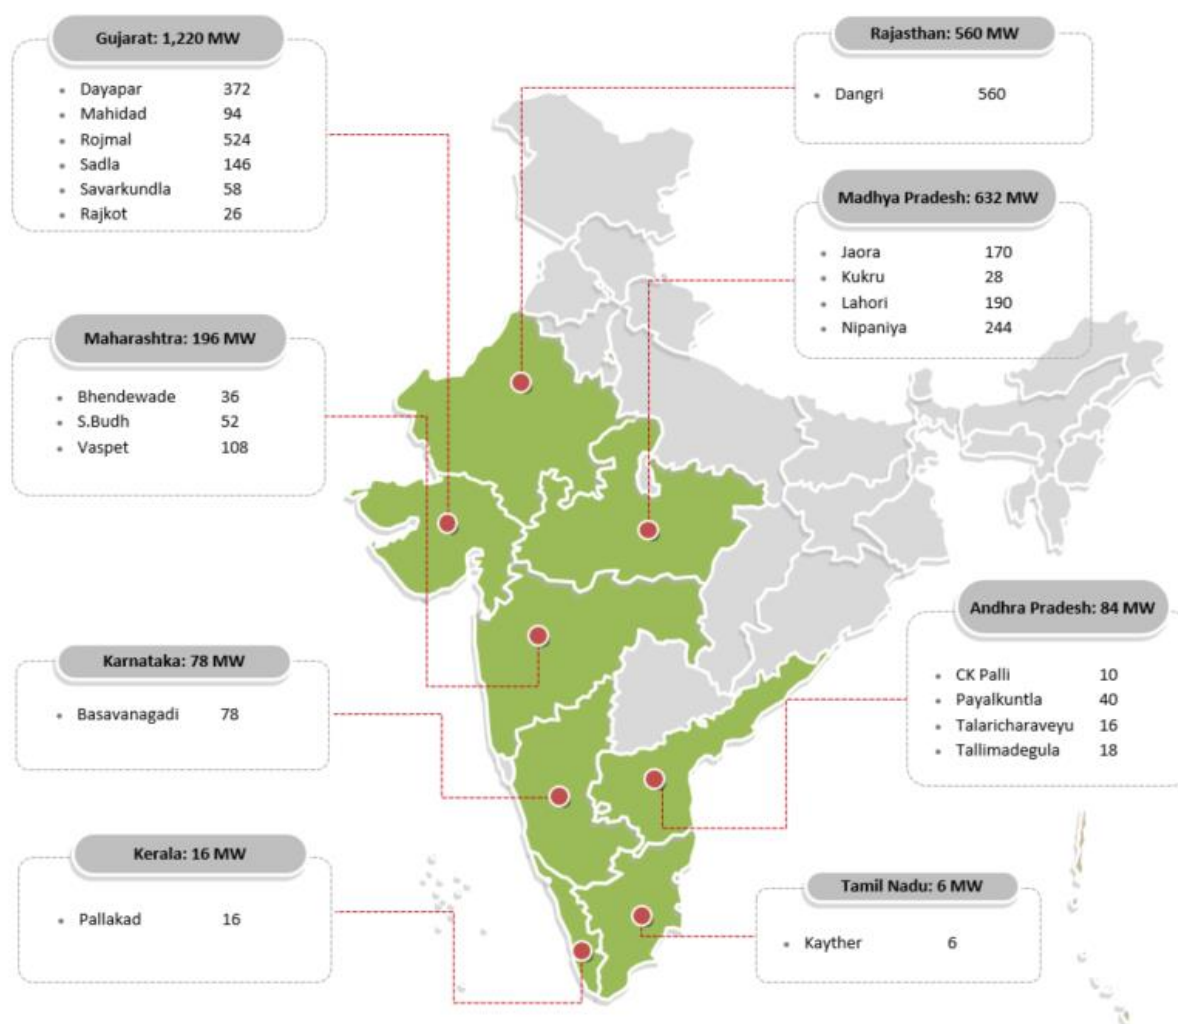 Gujarat: 1,220 MW
Dayapar 372
Mahidad 94
Rojmal 524
Sadla 146
Savarkundla 58
Rajkot 26
Rajasthan: 560 MW
Dangri 560
Madhya Pradesh: 632 MW
Jaora 170
Kukru 28
Lahori 190
Nipaniya 244
Maharashtra: 196 MW
Bhendewade 36
S.Budh 52
Vaspet 108
Andhra Pradesh: 84 MW
CK Palli 10
Payalkuntla 40
Talaricharaveyu 16
Tallimadegula 18
Karnataka: 78 MW
Basavanagadi 78
Kerala: 16 MW
Pallakad 16
Tamil Nadu: 6 MW
Kayther 6